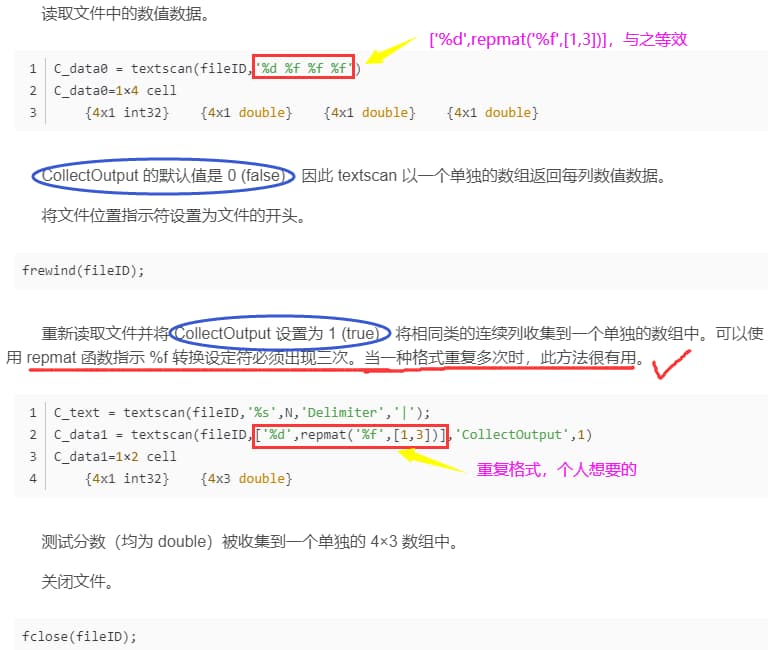 读取文件中的数值数据。
['%d',repmat('%f',[1,3])]，与之等效
1 C_data0 = textscan(fileID,'%d %f %f %f')
2 C_data0=1×4 cell
3 {4x1 int32} {4x1 double} {4x1 double} {4x1 double}
CollectOutput 的默认值是 0 (false)，因此 textscan 以一个单独的数组返回每列数值数据。
将文件位置指示符设置为文件的开头。
frewind(fileID);
重新读取文件并将 CollectOutput 设置为 1 (true)，将相同类的连续列收集到一个单独的数组中。可以使
用 repmat 函数指示 %f 转换设定符必须出现三次。当一种格式重复多次时，此方法很有用。
1 C_text = textscan(fileID,'%s',N,'Delimiter','|');
2 C_data1 = textscan(fileID,['%d',repmat('%f',[1,3])],'CollectOutput',1)
3 C_data1=1×2 cell
4 {4x1 int32} {4x3 double}
重复格式，个人想要的
测试分数（均为 double）被收集到一个单独的 4×3 数组中。
关闭文件。
fclose(fileID);